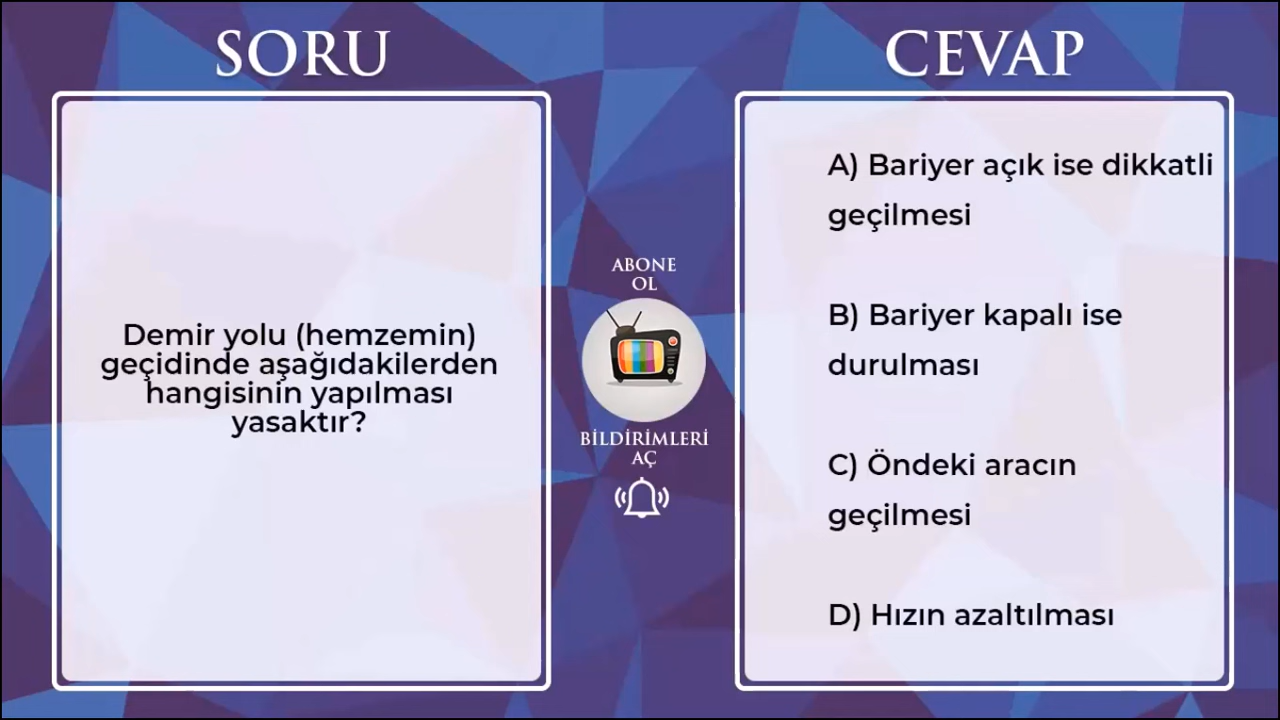 SORU
Demir yolu (hemzemin)
geçidinde aşağıdakilerden
hangisinin yapılması
yasaktır?
ABONE
OL
BİLDİRİMLERİ
AÇ
CEVAP
A) Bariyer açık ise dikkatli
geçilmesi
B) Bariyer kapalı ise
durulması
C) Öndeki aracın
geçilmesi
D) Hızın azaltılması